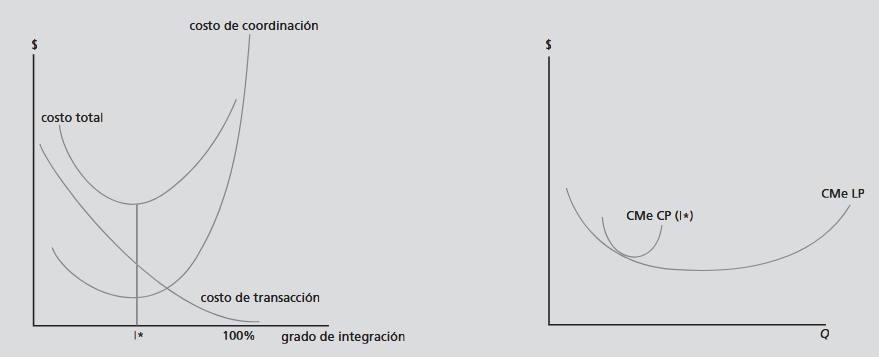 costo de coordinación
$
costo total
costo de transacción
I*
100%
grado de integración
$
CMe LP
CMe CP (I*)
Q